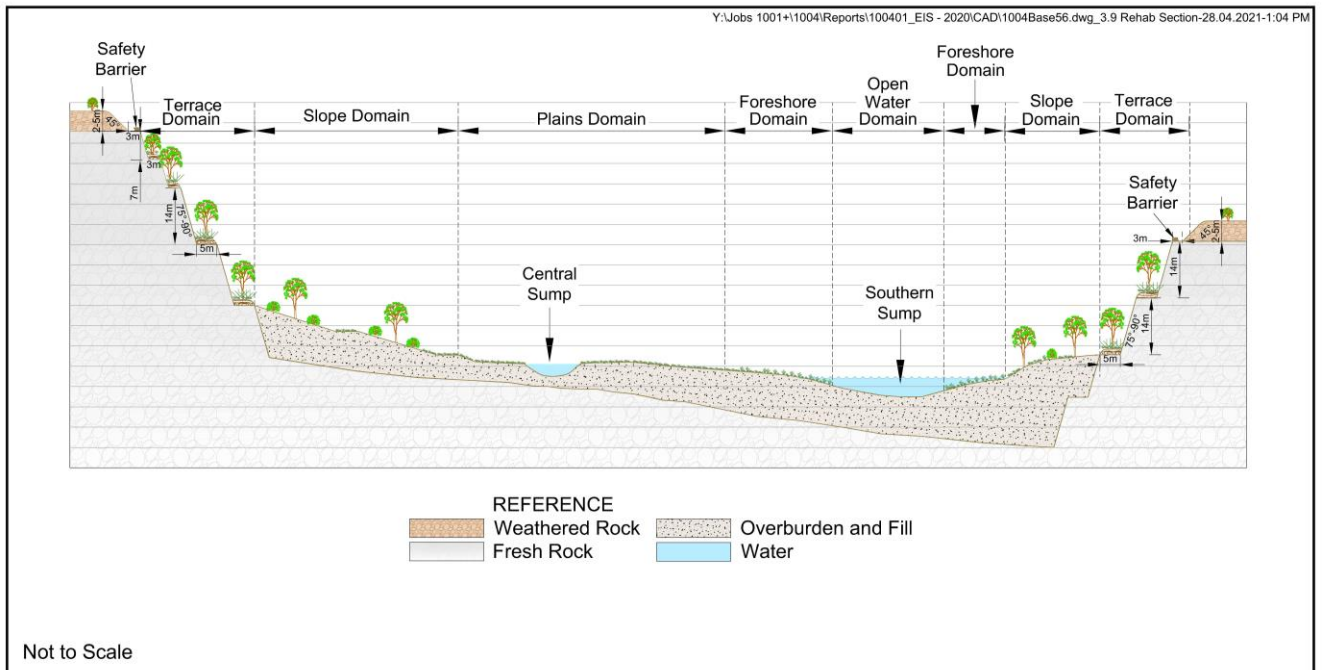 Y:\Jobs 1001+\1004\Reports\100401_EIS - 2020\CAD\1004Base56.dwg_3.9 Rehab Section-28.04.2021-1:04 PM
Safety
Barrier
Terrace
Domain
Slope Domain
Plains Domain
Foreshore
Domain
Open
Water
Domain
Foreshore
Domain
Slope
Domain
Terrace
Domain
2-5m
45°
3m
3m
7m
14m
75°-90°
5m
Central
Sump
Southern
Sump
Safety
Barrier
3m
45°
2-5m
14m
14m
75°-90°
5m
REFERENCE
Weathered Rock
Overburden and Fill
Fresh Rock
Water
Not to Scale